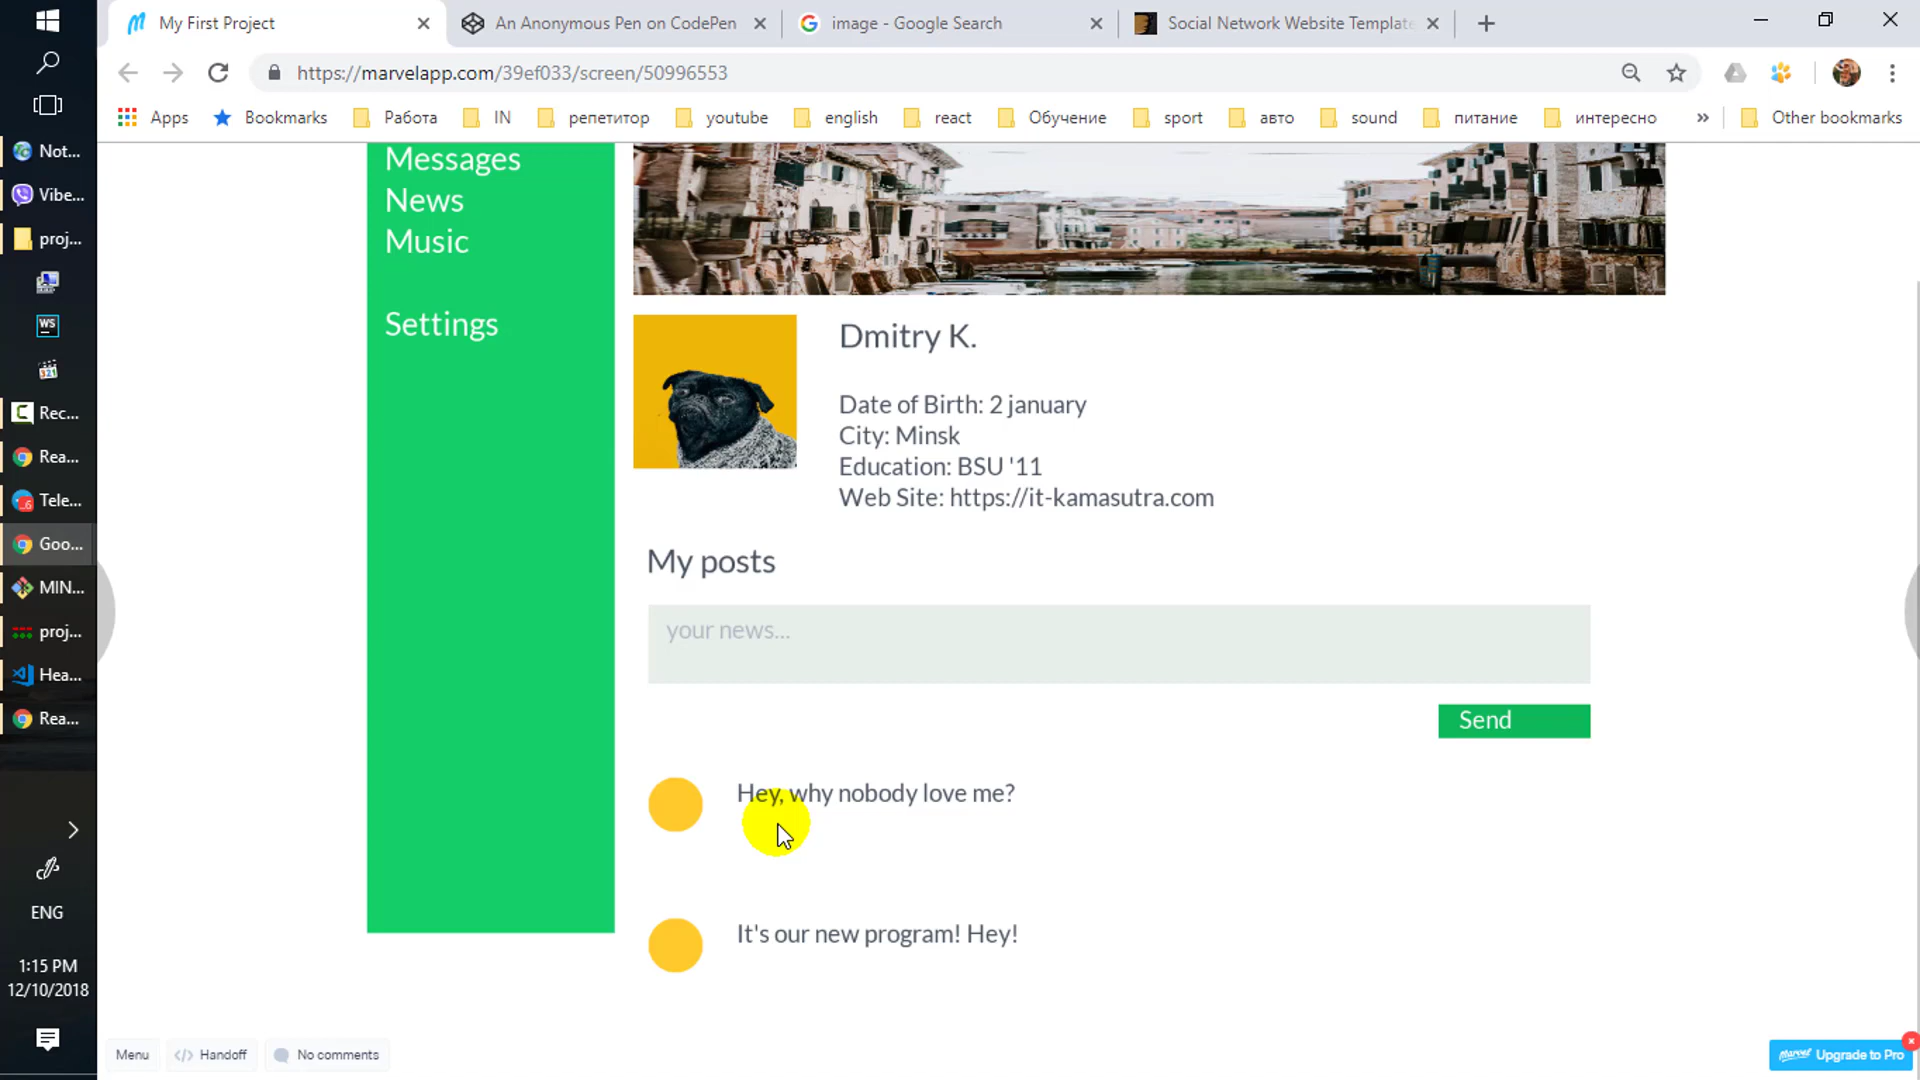 My First Project
An Anonymous Pen on CodePen
image - Google Search
Social Network Website Template
https://marvelapp.com/39ef033/screen/50996553
Apps
Bookmarks
Работа
IN
репетитор
youtube
english
react
Обучение
sport
авто
sound
питание
интересно
»
Other bookmarks
Not...
Vibe...
proj...
WS
321
Rec...
Rea...
Tele...
Goo...
MIN...
proj...
Hea...
Rea...
ENG
1:15 PM
12/10/2018
Messages
News
Music
Settings
Dmitry K.
Date of Birth: 2 january
City: Minsk
Education: BSU '11
Web Site: https://it-kamasutra.com
My posts
your news...
Send
Hey, why nobody love me?
It's our new program! Hey!
Menu
Handoff
No comments
marvel Upgrade to Pro